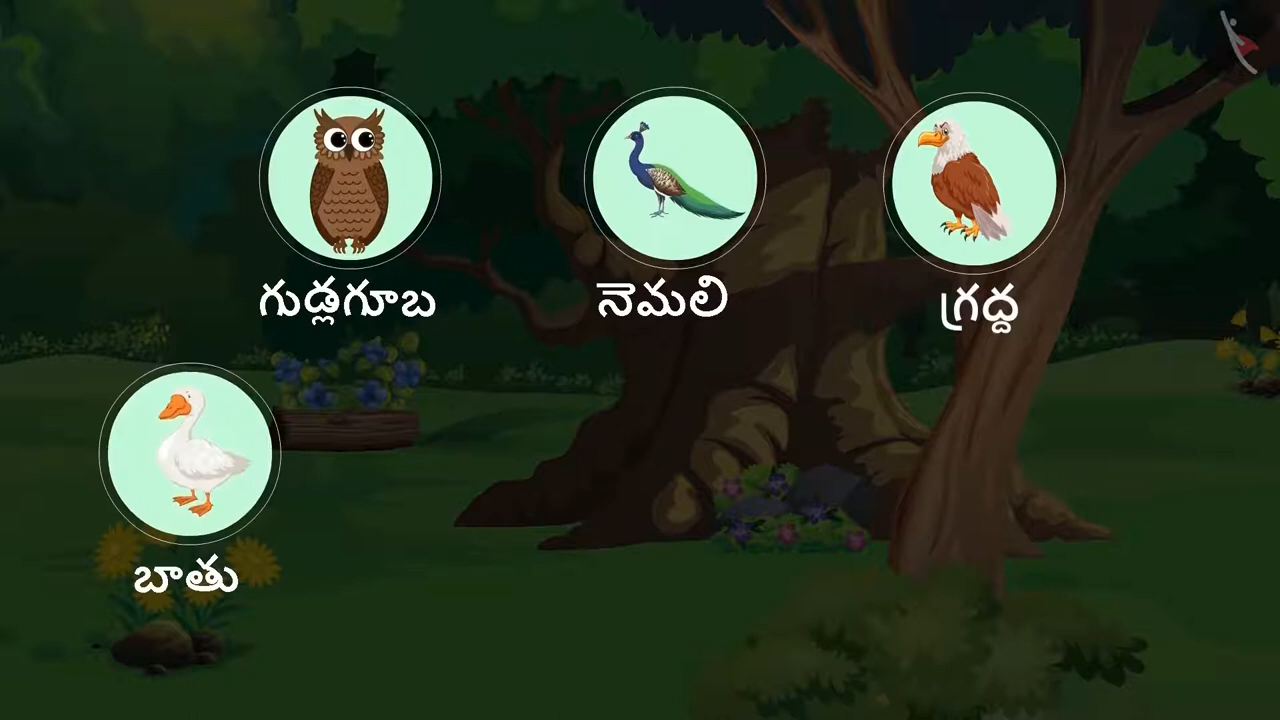 గుడ్లగూబ
నెమలి
గ్రద్ద
బాతు